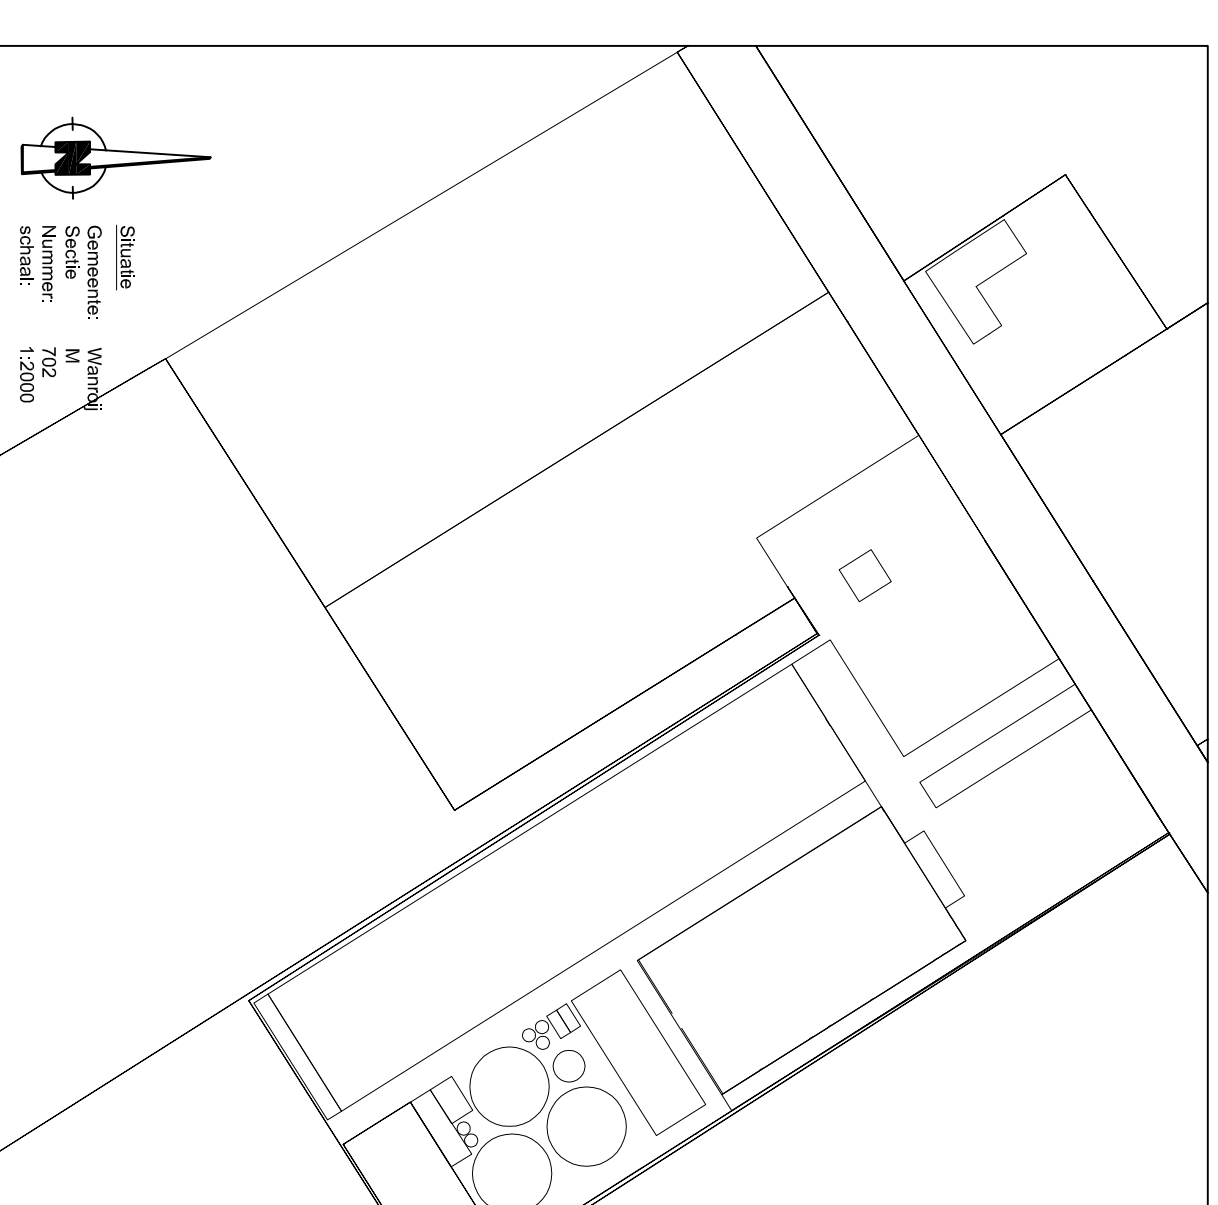 Situatie
Gemeente: Wanroij
Sectie M
Nummer: 702
schaal: 1:2000
N